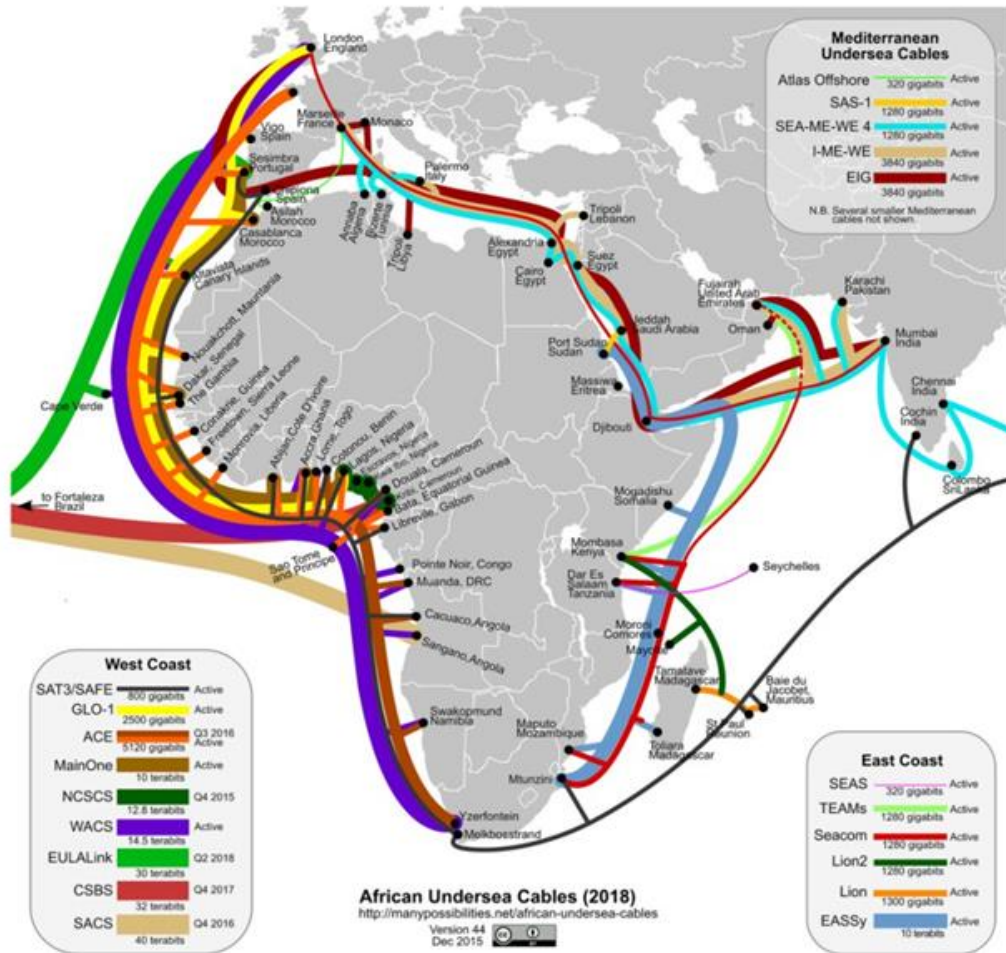 London
England
Marseille
France
Monaco
Vigo
Spain
Sesimbra
Portugal
Chipiona
Spain
Asilah
Morocco
Casablanca
Morocco
Palermo
Italy
Annaba
Algeria
Bizerte
Tunisia
Tripoli
Libya
Tripoli
Lebanon
Alexandria
Egypt
Cairo
Egypt
Suez
Egypt
Altavista
Canary Islands
Nouakchott, Mauritania
Dakar, Senegal
The Gambia
Cape Verde
Conakrie, Guinea
Freetown, Sierra Leone
Monrovia, Liberia
Abijan, Cote D'Ivoire
Accra, Ghana
Lome, Togo
Cotonou, Benin
Lagos, Nigeria
Escravos, Nigeria
Nigeria
Douala, Cameroun
Kribi, Cameroun
Bata, Equatorial Guinea
Libreville, Gabon
to Fortaleza
Brazil
Sao Tome
and Principe
Pointe Noir, Congo
Muanda, DRC
Cacuaco, Angola
Sangano, Angola
Swakopmund
Namibia
Yzerfontein
Melkbosstrand
Jeddah
Saudi Arabia
Port Sudan
Sudan
Massiwa
Eritrea
Djibouti
Fujairah
United Arab
Emirates
Oman
Karachi
Pakistan
Mumbai
India
Chennai
India
Cochin
India
Colombo
SriLanka
Mogadishu
Somalia
Mombasa
Kenya
Dar Es
Salaam
Tanzania
Seychelles
Moroni
Comores
Mayotte
Tamatave
Madagascar
Baie du
Jacobet,
Mauritius
St Paul
Reunion
Toliara
Madagascar
Maputo
Mozambique
Mtunzini
Mediterranean
Undersea Cables
Atlas Offshore 320 gigabits Active
SAS-1 1280 gigabits Active
SEA-ME-WE 4 1280 gigabits Active
I-ME-WE 3840 gigabits Active
EIG 3840 gigabits Active
N.B. Several smaller Mediterranean
cables not shown.
West Coast
SAT3/SAFE 800 gigabits Active
GLO-1 2500 gigabits Active
ACE 5120 gigabits Q3 2016 Active
MainOne 10 terabits Active
NCSCS 12.8 terabits Q4 2015
WACS 14.5 terabits Active
EULALink 30 terabits Q2 2018
CSBS 32 terabits Q4 2017
SACS 40 terabits Q4 2016
East Coast
SEAS 320 gigabits Active
TEAMs 1280 gigabits Active
Seacom 1280 gigabits Active
Lion2 1280 gigabits Active
Lion 1300 gigabits Active
EASSy 10 terabits Active
African Undersea Cables (2018)
http://manypossibilities.net/african-undersea-cables
Version 44
Dec 2015